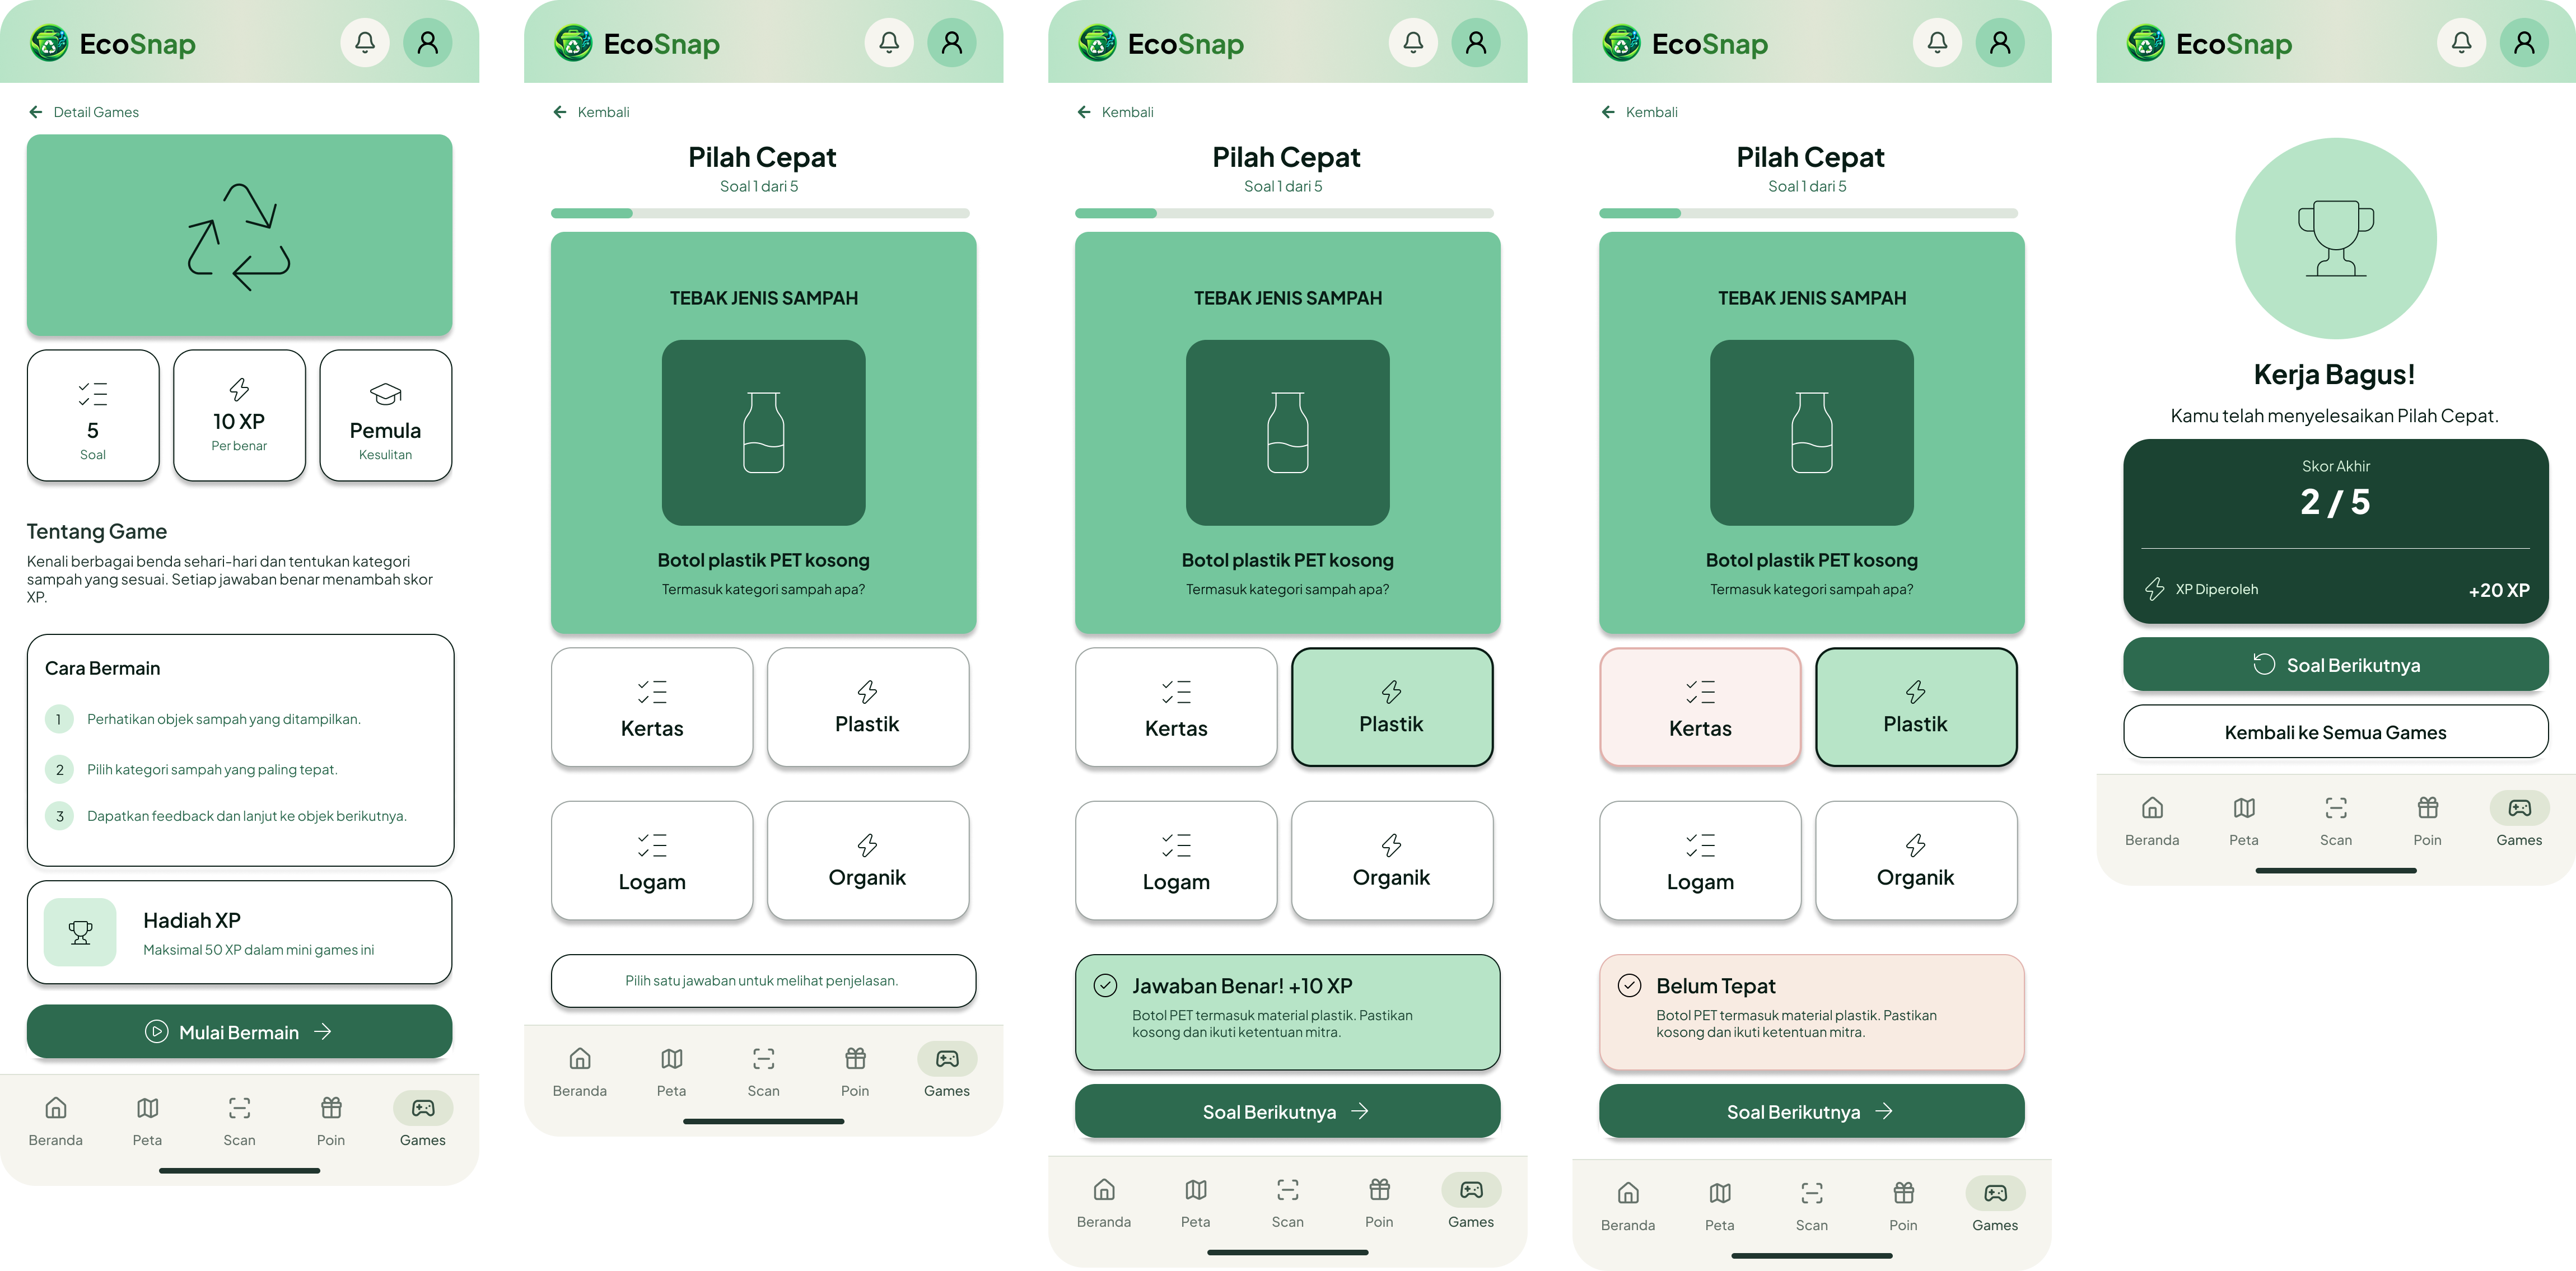 EcoSnap
Detail Games
5
Soal
10 XP
Per benar
Pemula
Kesulitan
Tentang Game
Kenali berbagai benda sehari-hari dan tentukan kategori
sampah yang sesuai. Setiap jawaban benar menambah skor
XP.
Cara Bermain
1 Perhatikan objek sampah yang ditampilkan.
2 Pilih kategori sampah yang paling tepat.
3 Dapatkan feedback dan lanjut ke objek berikutnya.
Hadiah XP
Maksimal 50 XP dalam mini games ini
Mulai Bermain
Beranda Peta Scan Poin Games
EcoSnap
Kembali
Pilah Cepat
Soal 1 dari 5
TEBAK JENIS SAMPAH
Botol plastik PET kosong
Termasuk kategori sampah apa?
Kertas Plastik
Logam Organik
Pilih satu jawaban untuk melihat penjelasan.
Beranda Peta Scan Poin Games
EcoSnap
Kembali
Pilah Cepat
Soal 1 dari 5
TEBAK JENIS SAMPAH
Botol plastik PET kosong
Termasuk kategori sampah apa?
Kertas Plastik
Logam Organik
Jawaban Benar! +10 XP
Botol PET termasuk material plastik. Pastikan
kosong dan ikuti ketentuan mitra.
Soal Berikutnya
Beranda Peta Scan Poin Games
EcoSnap
Kembali
Pilah Cepat
Soal 1 dari 5
TEBAK JENIS SAMPAH
Botol plastik PET kosong
Termasuk kategori sampah apa?
Kertas Plastik
Logam Organik
Belum Tepat
Botol PET termasuk material plastik. Pastikan
kosong dan ikuti ketentuan mitra.
Soal Berikutnya
Beranda Peta Scan Poin Games
EcoSnap
Kerja Bagus!
Kamu telah menyelesaikan Pilah Cepat.
Skor Akhir
2 / 5
XP Diperoleh +20 XP
Soal Berikutnya
Kembali ke Semua Games
Beranda Peta Scan Poin Games